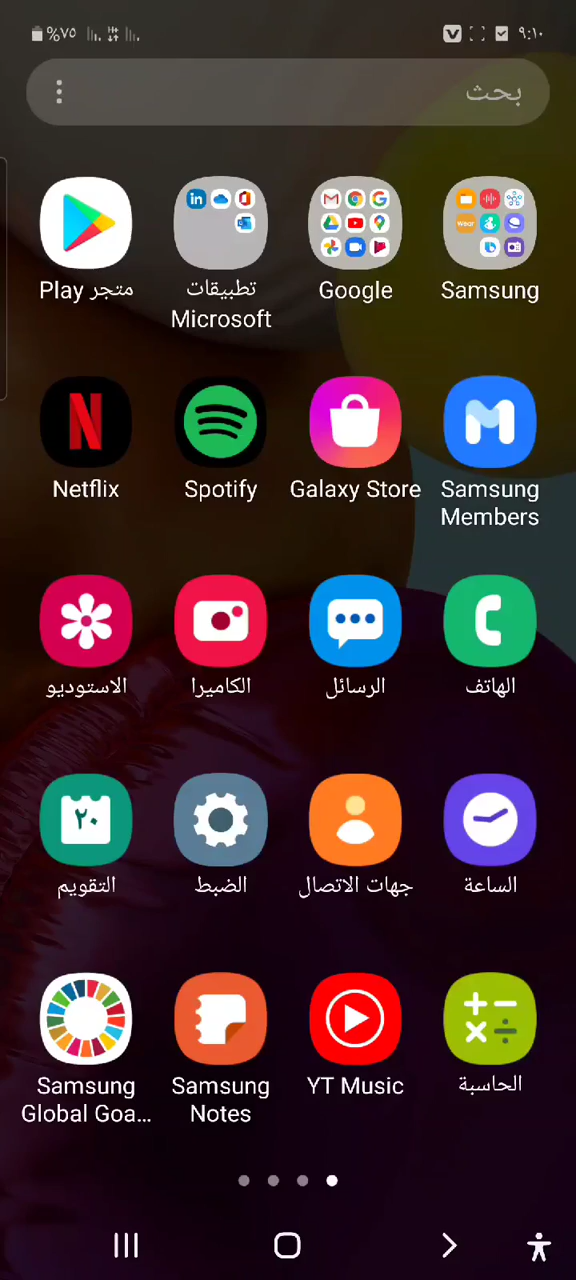 ٩:١٠
%٧٥
بحث
Samsung
Google
تطبيقات
Microsoft
متجر Play
Samsung
Members
Galaxy Store
Spotify
Netflix
الهاتف
الرسائل
الكاميرا
الاستوديو
الساعة
جهات الاتصال
الضبط
٢٠
التقويم
الحاسبة
YT Music
Samsung
Notes
Samsung
Global Goa...